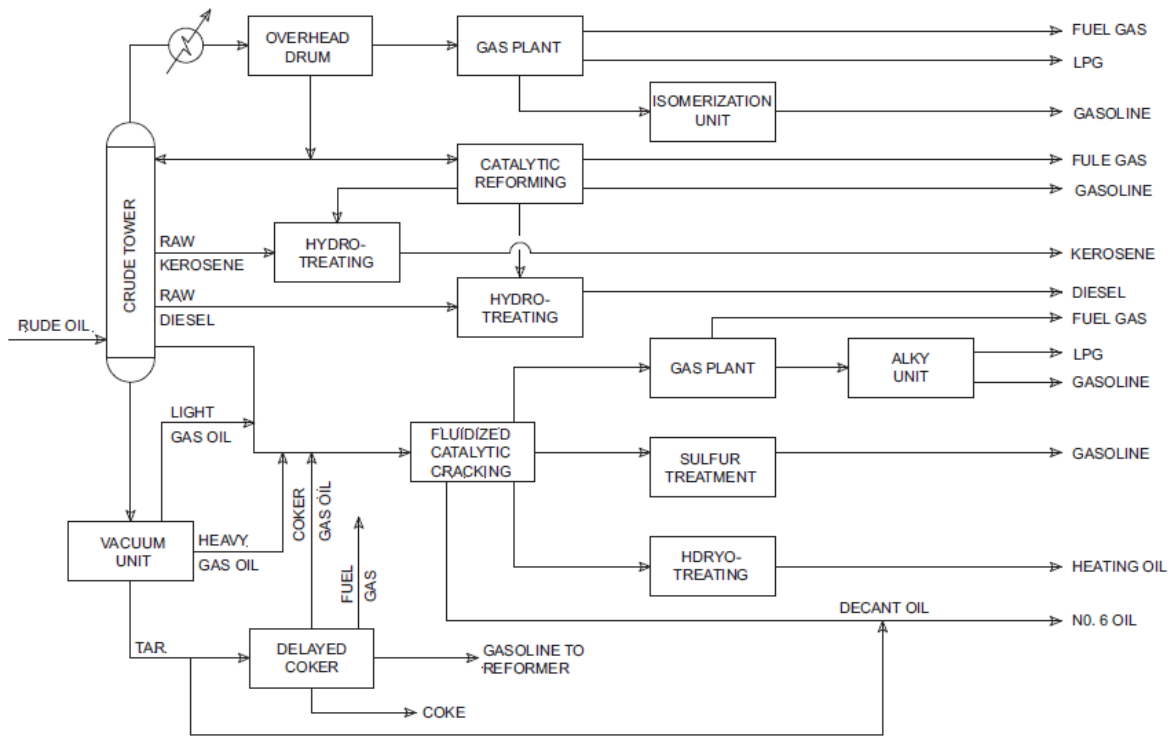 OVERHEAD
DRUM
GAS PLANT
FUEL GAS
LPG
ISOMERIZATION
UNIT
GASOLINE
CATALYTIC
REFORMING
FULE GAS
GASOLINE
CRUDE TOWER
RAW
KEROSENE
HYDRO-
TREATING
KEROSENE
RAW
DIESEL
HYDRO-
TREATING
DIESEL
RUDE OIL.
FUEL GAS
GAS PLANT
ALKY
UNIT
LPG
GASOLINE
LIGHT
GAS OIL
FLUIDIZED
CATALYTIC
CRACKING
SULFUR
TREATMENT
GASOLINE
COKER
GAS OIL
VACUUM
UNIT
HEAVY.
GAS OIL
FUEL
GAS
HDRYO-
TREATING
HEATING OIL
DECANT OIL
N0. 6 OIL
TAR.
DELAYED
COKER
GASOLINE TO
REFORMER
COKE